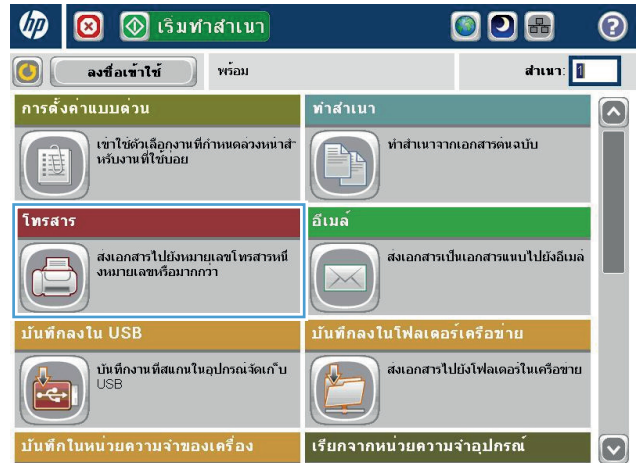 hp
เริ่มทำสำเนา
?
ลงชื่อเข้าใช้
พร้อม
สำเนา: 1
การตั้งค่าแบบด่วน
เข้าใช้ตัวเลือกงานที่กำหนดล่วงหน้าสำ
หรับงานที่ใช้บ่อย
ทำสำเนา
ทำสำเนาจากเอกสารต้นฉบับ
โทรสาร
ส่งเอกสารไปยังหมายเลขโทรสารหนึ่
งหมายเลขหรือมากกว่า
อีเมล์
ส่งเอกสารเป็นเอกสารแนบไปยังอีเมล
บันทึกลงใน USB
บันทึกงานที่สแกนในอุปกรณ์จัดเก็บ
USB
บันทึกลงในโฟลเดอร์เครือข่าย
ส่งเอกสารไปยังโฟลเดอร์ในเครือข่าย
บันทึกในหน่วยความจำของเครื่อง
เรียกจากหน่วยความจำอุปกรณ์